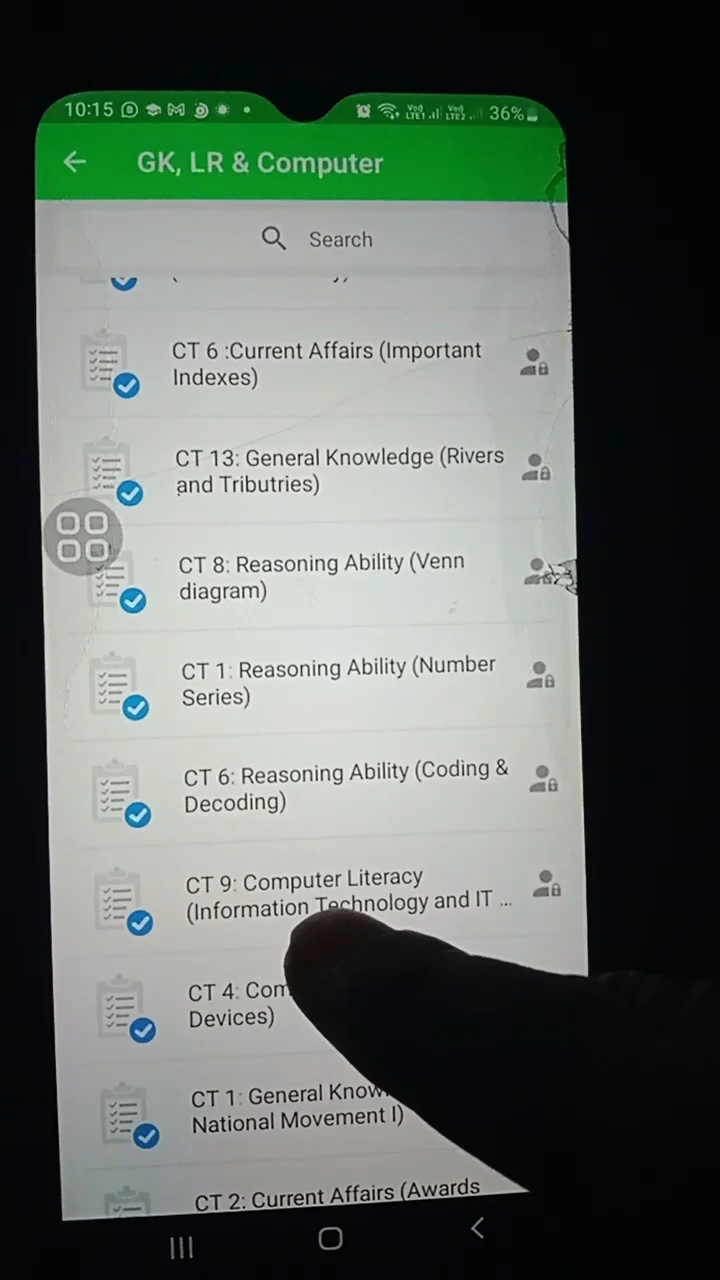 10:15 36%
GK, LR & Computer
Search
CT 6 :Current Affairs (Important
Indexes)
CT 13: General Knowledge (Rivers
and Tributries)
CT 8: Reasoning Ability (Venn
diagram)
CT 1: Reasoning Ability (Number
Series)
CT 6: Reasoning Ability (Coding &
Decoding)
CT 9: Computer Literacy
(Information Technology and IT ...
CT 4: Com
Devices)
CT 1: General Know
National Movement I)
CT 2: Current Affairs (Awards